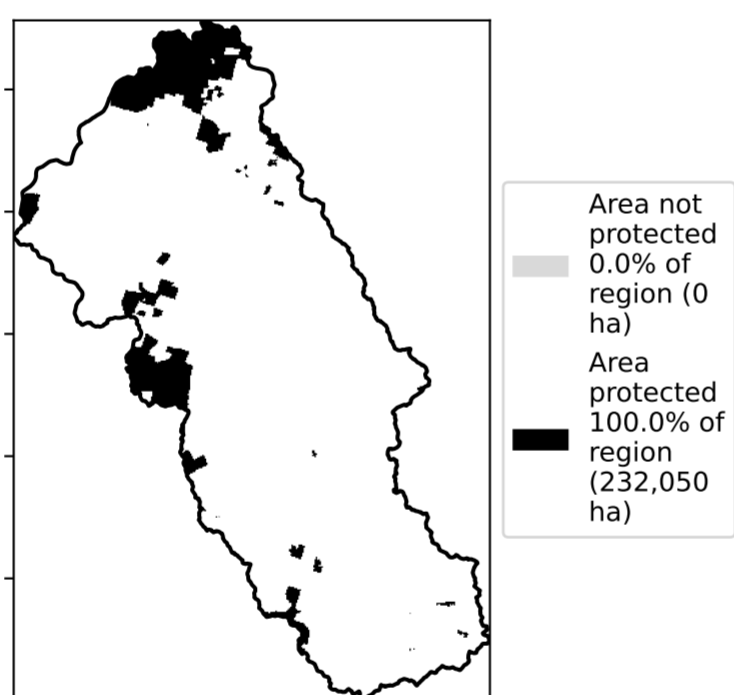 Area not
protected
0.0% of
region (0
ha)
Area
protected
100.0% of
region
(232,050
ha)